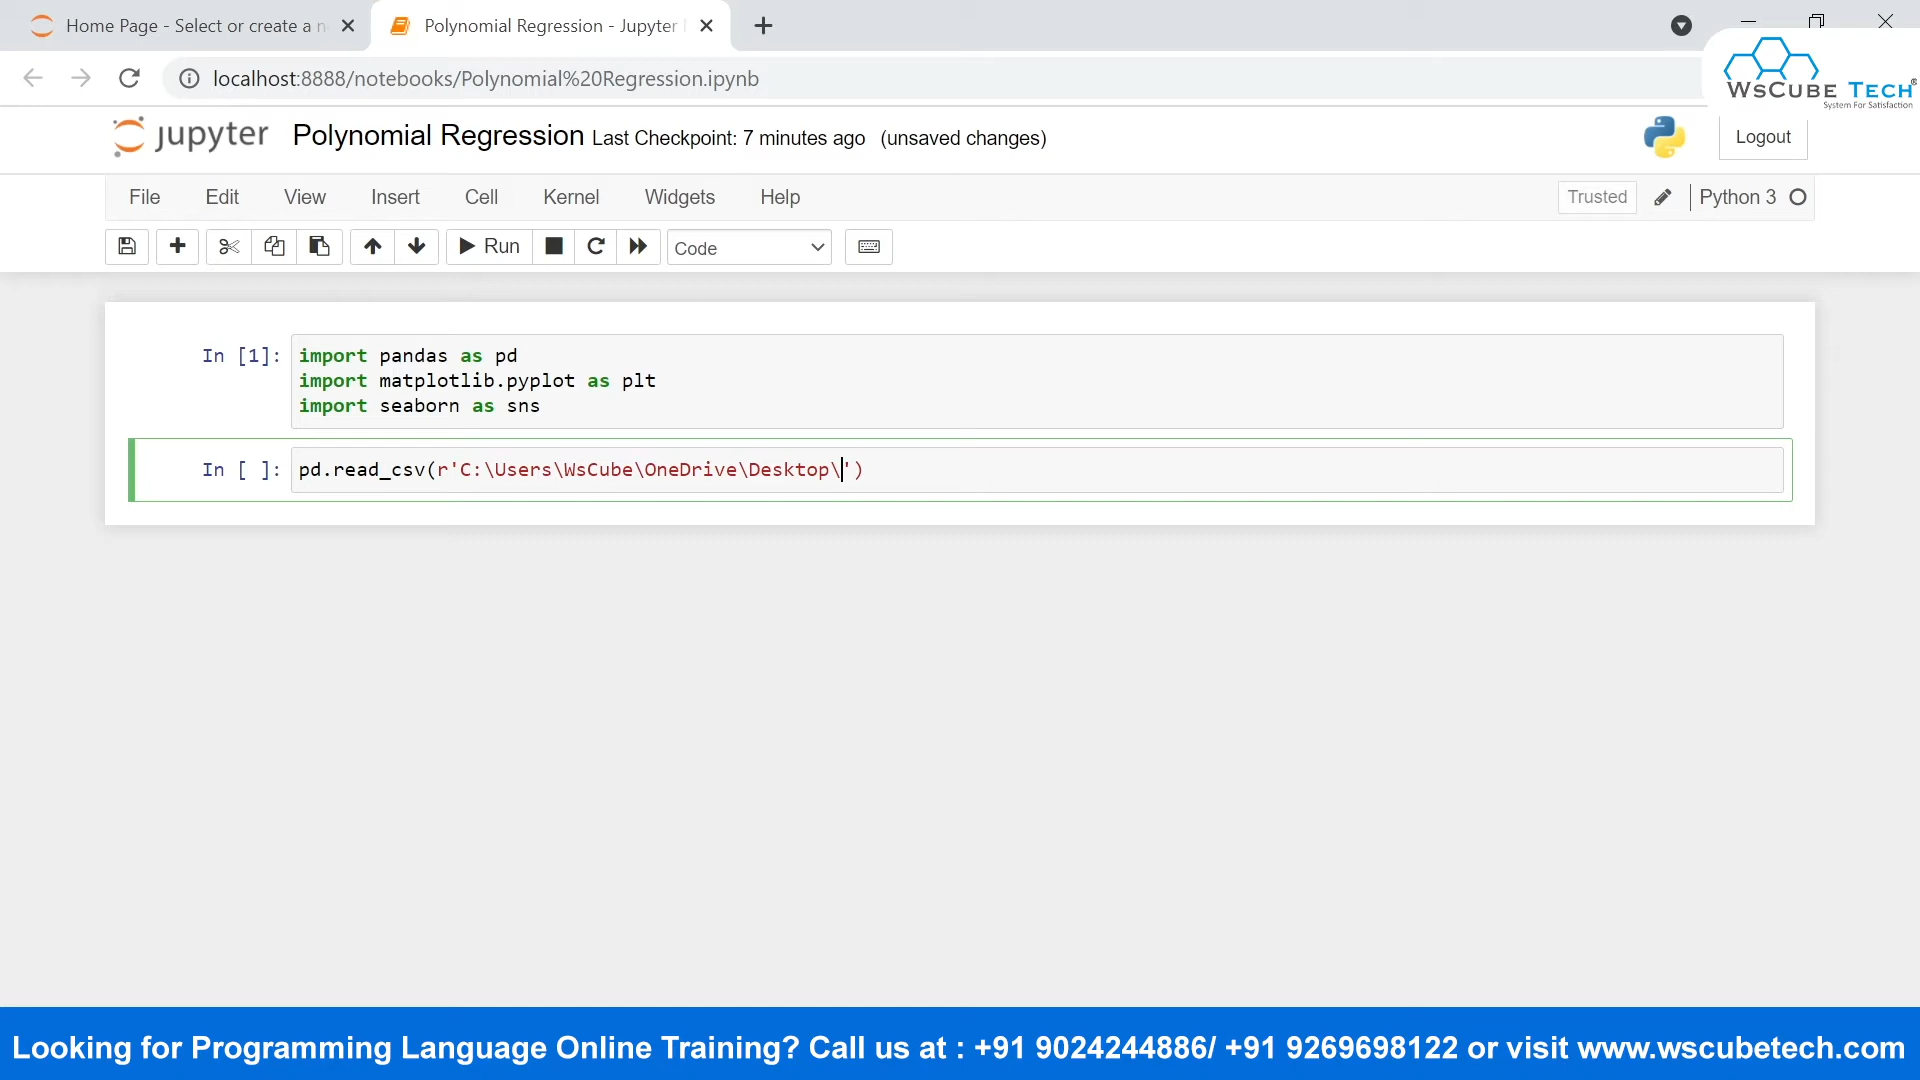 Home Page - Select or create a n
Polynomial Regression - Jupyter
localhost:8888/notebooks/Polynomial%20Regression.ipynb
WsCube Tech®
System For Satisfaction
jupyter
Polynomial Regression Last Checkpoint: 7 minutes ago (unsaved changes)
Logout
File Edit View Insert Cell Kernel Widgets Help
Trusted
Python 3
Run
Code
In [1]:
import pandas as pd
import matplotlib.pyplot as plt
import seaborn as sns
In [ ]:
pd.read_csv(r'C:\Users\WsCube\OneDrive\Desktop\')
Looking for Programming Language Online Training? Call us at : +91 9024244886/ +91 9269698122 or visit www.wscubetech.com